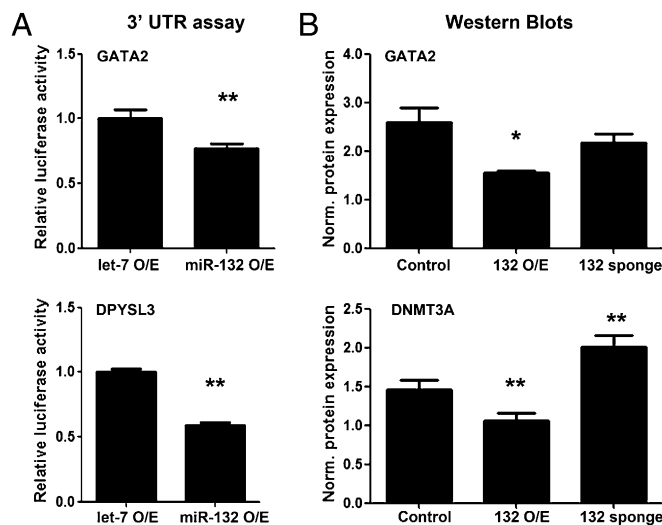 A
3' UTR assay
GATA2
Relative luciferase activity
1.5
1.0
0.5
0.0
**
let-7 O/E
miR-132 O/E
DPYSL3
Relative luciferase activity
1.5
1.0
0.5
0.0
**
let-7 O/E
miR-132 O/E
B
Western Blots
GATA2
Norm. protein expression
4.0
3.0
2.0
1.0
0.0
*
Control
132 O/E
132 sponge
DNMT3A
Norm. protein expression
2.5
2.0
1.5
1.0
0.5
0.0
**
**
Control
132 O/E
132 sponge